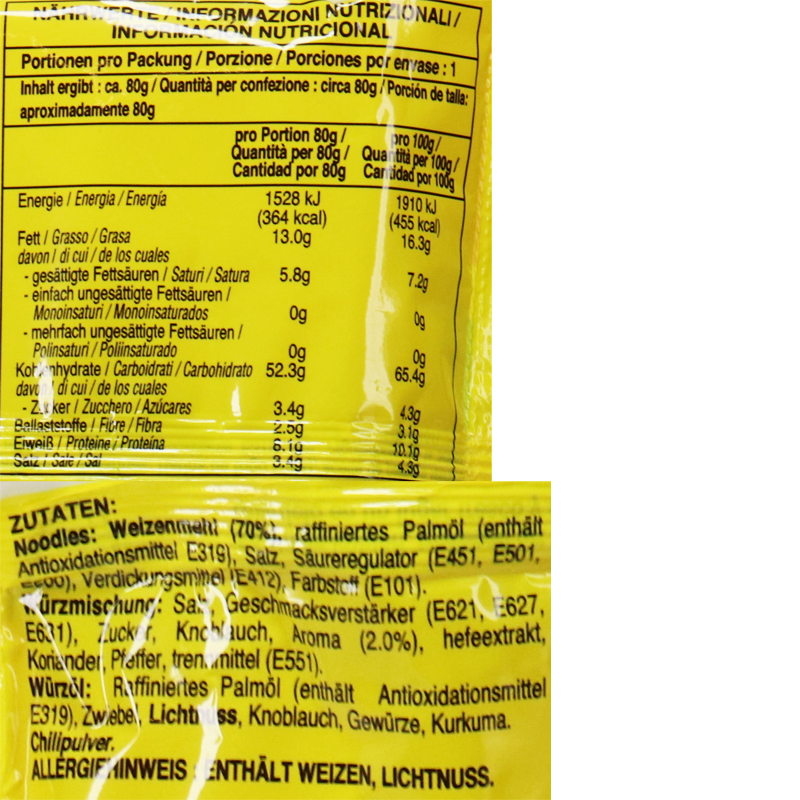 NÄHRWERTE / INFORMAZIONI NUTRIZIONALI /
INFORMACIÓN NUTRICIONAL
Portionen pro Packung / Porzione / Porciones por envase : 1
Inhalt ergibt : ca. 80g / Quantità per confezione : circa 80g / Porción de talla:
aproximadamente 80g
pro Portion 80g / pro 100g /
Quantità per 80g / Quantità per 100g /
Cantidad por 80g Cantidad por 100g
Energie / Energia / Energía 1528 kJ 1910 kJ
(364 kcal) (455 kcal)
Fett / Grasso / Grasa 13.0g 16.3g
davon / di cui / de los cuales
- gesättigte Fettsäuren / Saturi / Satura 5.8g 7.2g
- einfach ungesättigte Fettsäuren /
Monoinsaturi / Monoinsaturados 0g 0g
- mehrfach ungesättigte Fettsäuren /
Polinsaturi / Poliinsaturado 0g 0g
Kohlenhydrate / Carboidrati / Carbohidrato 52.3g 65.4g
davon / di cui / de los cuales
- Zucker / Zucchero / Azúcares 3.4g 4.3g
Ballaststoffe / Fibre / Fibra 2.5g 3.1g
Eiweiß / Proteine / Proteína 8.1g 10.1g
Salz / Sale / Sal 3.4g 4.3g
ZUTATEN:
Noodles: Weizenmehl (70%), raffiniertes Palmöl (enthält
Antioxidationsmittel E319), Salz, Säureregulator (E451, E501,
E500), Verdickungsmittel (E412), Farbstoff (E101).
Würzmischung: Salz, Geschmacksverstärker (E621, E627,
E631), Zucker, Knoblauch, Aroma (2.0%), hefeextrakt,
Koriander, Pfeffer, trennmittel (E551).
Würzöl: Raffiniertes Palmöl (enthält Antioxidationsmittel
E319), Zwiebel, Lichtnuss, Knoblauch, Gewürze, Kurkuma.
Chilipulver.
ALLERGIEHINWEIS : ENTHÄLT WEIZEN, LICHTNUSS.